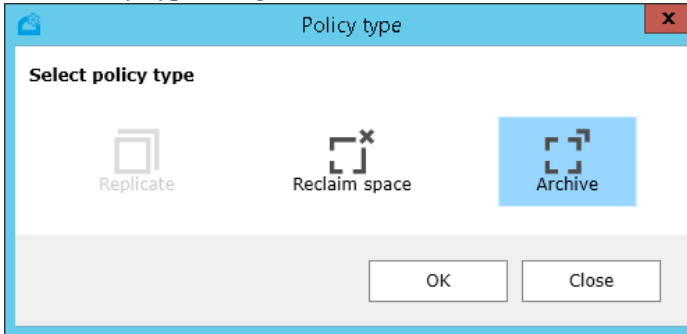 Policy type
x
Select policy type
Replicate
Reclaim space
Archive
OK
Close